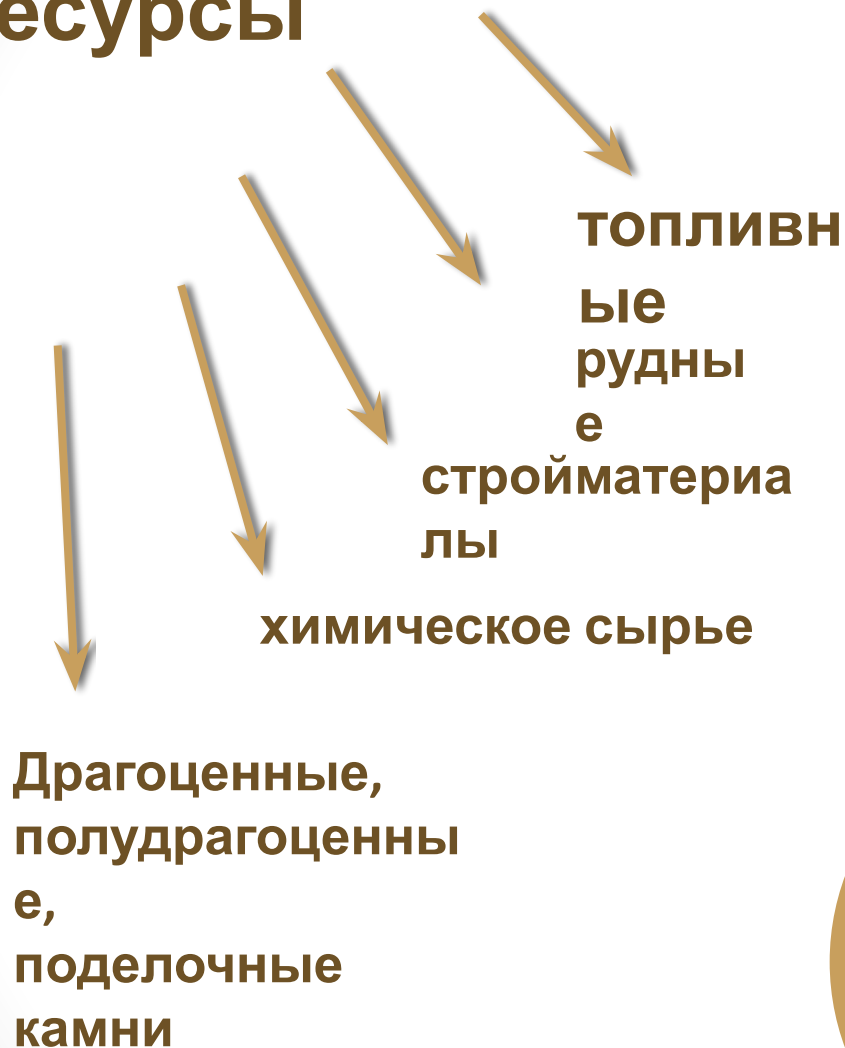 есурсы
топливн
ые
рудны
е
стройматериа
лы
химическое сырье
Драгоценные,
полудрагоценны
е,
поделочные
камни